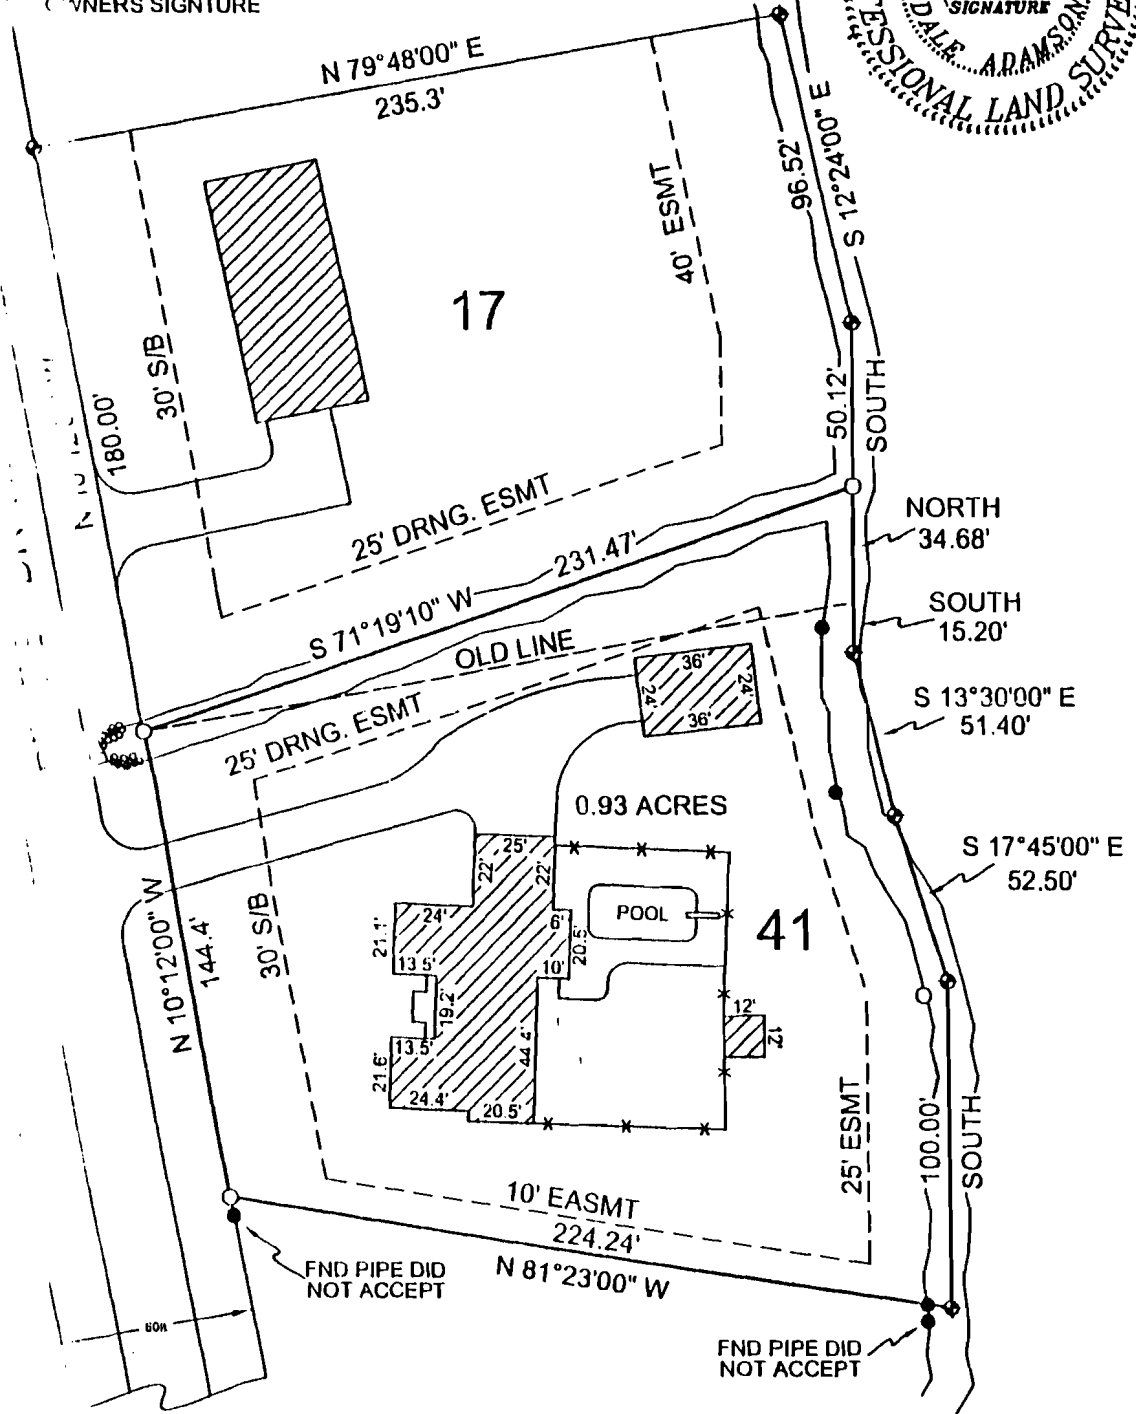 OWNERS SIGNTURE
SIGNATURE
DALE ADAMSON
ESSIONAL LAND SURVE
N 79°48'00" E
235.3'
96.52'
S 12°24'00" E
40' ESMT
17
30' S/B
180.00'
50.12'
SOUTH
25' DRNG. ESMT
NORTH
34.68'
231.47'
S 71°19'10" W
SOUTH
15.20'
OLD LINE
36'
24'
24'
36'
S 13°30'00" E
51.40'
25' DRNG. ESMT
0.93 ACRES
S 17°45'00" E
52.50'
25'
22'
22'
N 10°12'00" W
144.4'
30' S/B
24'
21.1'
6'
20.5'
POOL
41
13.5'
10'
19.2'
12'
12'
13.5'
44.4'
21.6'
24.4'
20.5'
25' ESMT
100.00'
SOUTH
10' EASMT
224.24'
N 81°23'00" W
FND PIPE DID
NOT ACCEPT
60R
FND PIPE DID
NOT ACCEPT